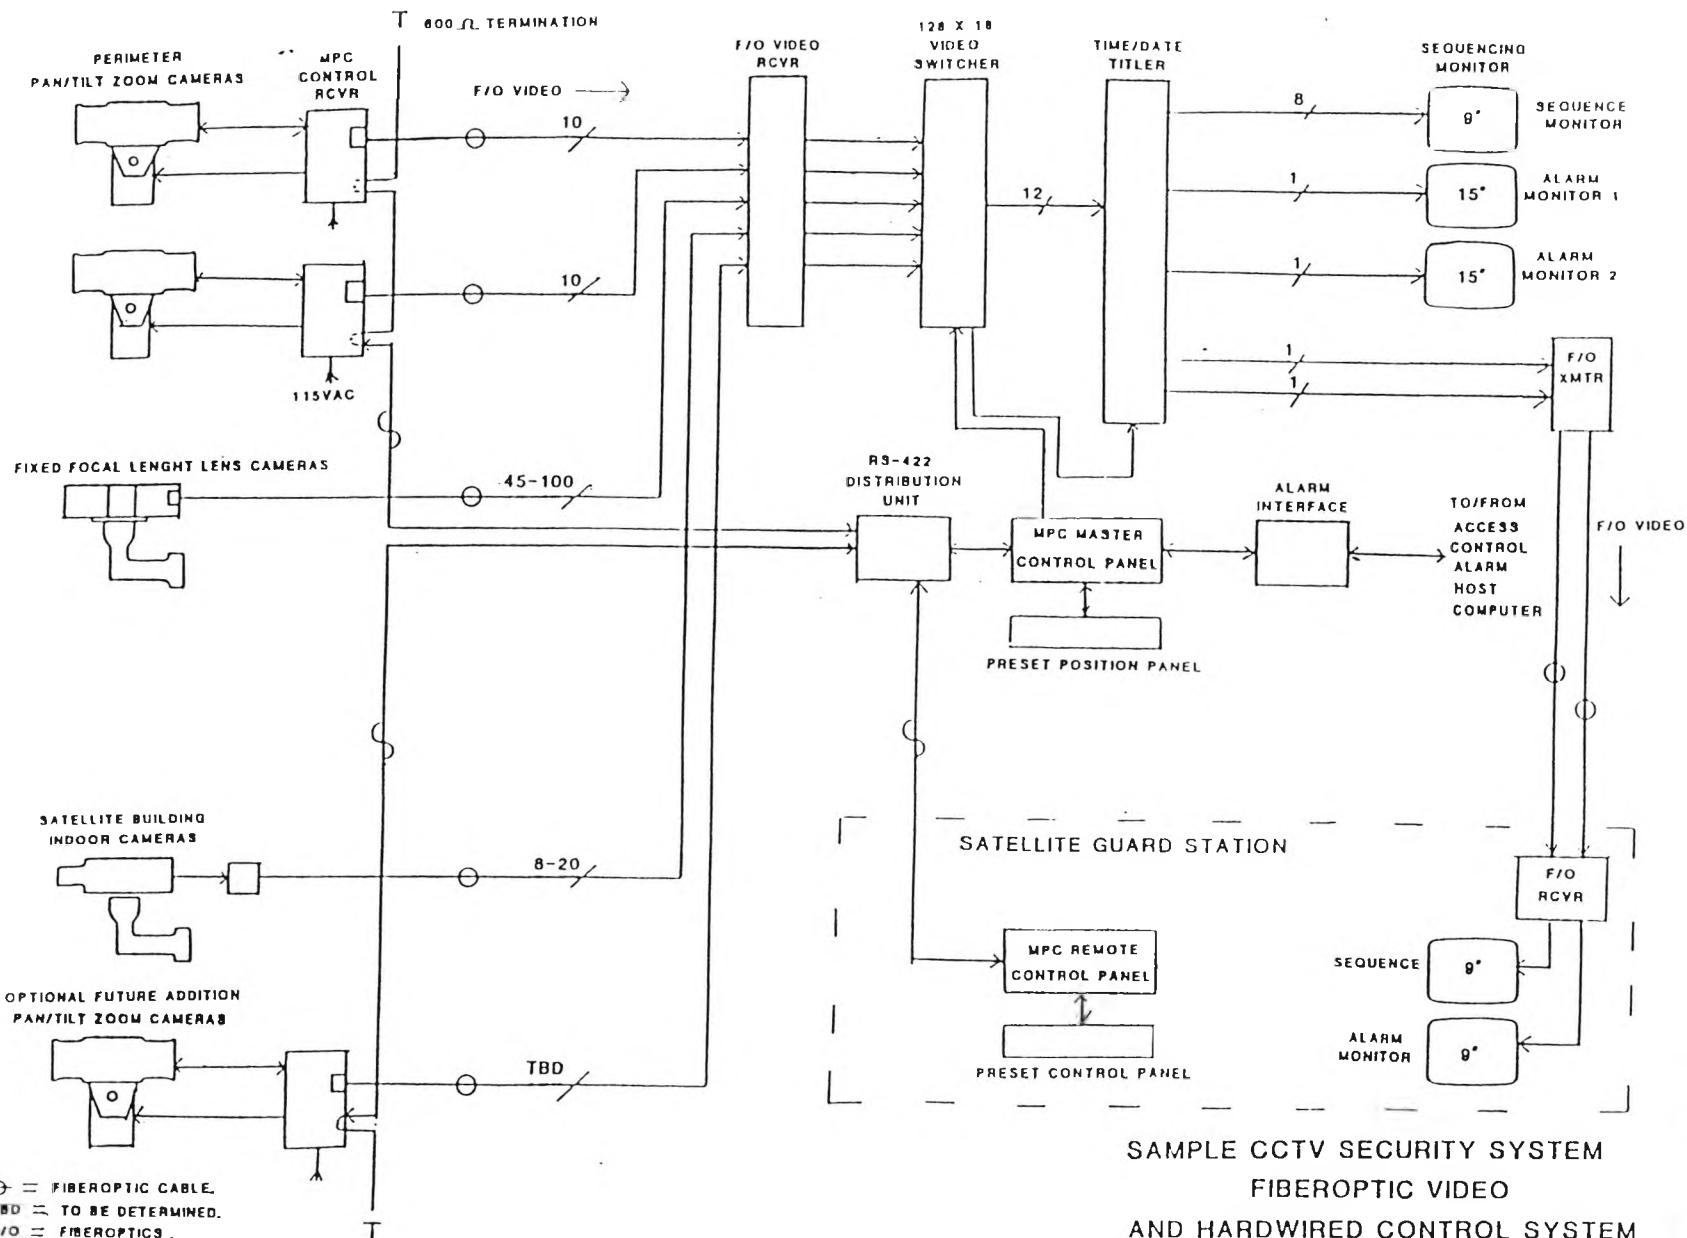 600 Ω TERMINATION
PERIMETER
PAN/TILT ZOOM CAMERAS
MPC
CONTROL
RCVR
F/O VIDEO
10
F/O VIDEO
RCVR
128 X 18
VIDEO
SWITCHER
TIME/DATE
TITLER
SEQUENCING
MONITOR
8
9"
SEQUENCE
MONITOR
12
1
15"
ALARM
MONITOR 1
1
15"
ALARM
MONITOR 2
10
115VAC
1
1
F/O
XMTR
FIXED FOCAL LENGHT LENS CAMERAS
45-100
RS-422
DISTRIBUTION
UNIT
MPC MASTER
CONTROL PANEL
ALARM
INTERFACE
TO/FROM
ACCESS
CONTROL
ALARM
HOST
COMPUTER
F/O VIDEO
PRESET POSITION PANEL
SATELLITE BUILDING
INDOOR CAMERAS
8-20
SATELLITE GUARD STATION
F/O
RCVR
MPC REMOTE
CONTROL PANEL
PRESET CONTROL PANEL
SEQUENCE
9"
ALARM
MONITOR
9"
OPTIONAL FUTURE ADDITION
PAN/TILT ZOOM CAMERAS
TBD
= FIBEROPTIC CABLE.
BD = TO BE DETERMINED.
/O = FIBEROPTICS.
SAMPLE CCTV SECURITY SYSTEM
FIBEROPTIC VIDEO
AND HARDWIRED CONTROL SYSTEM